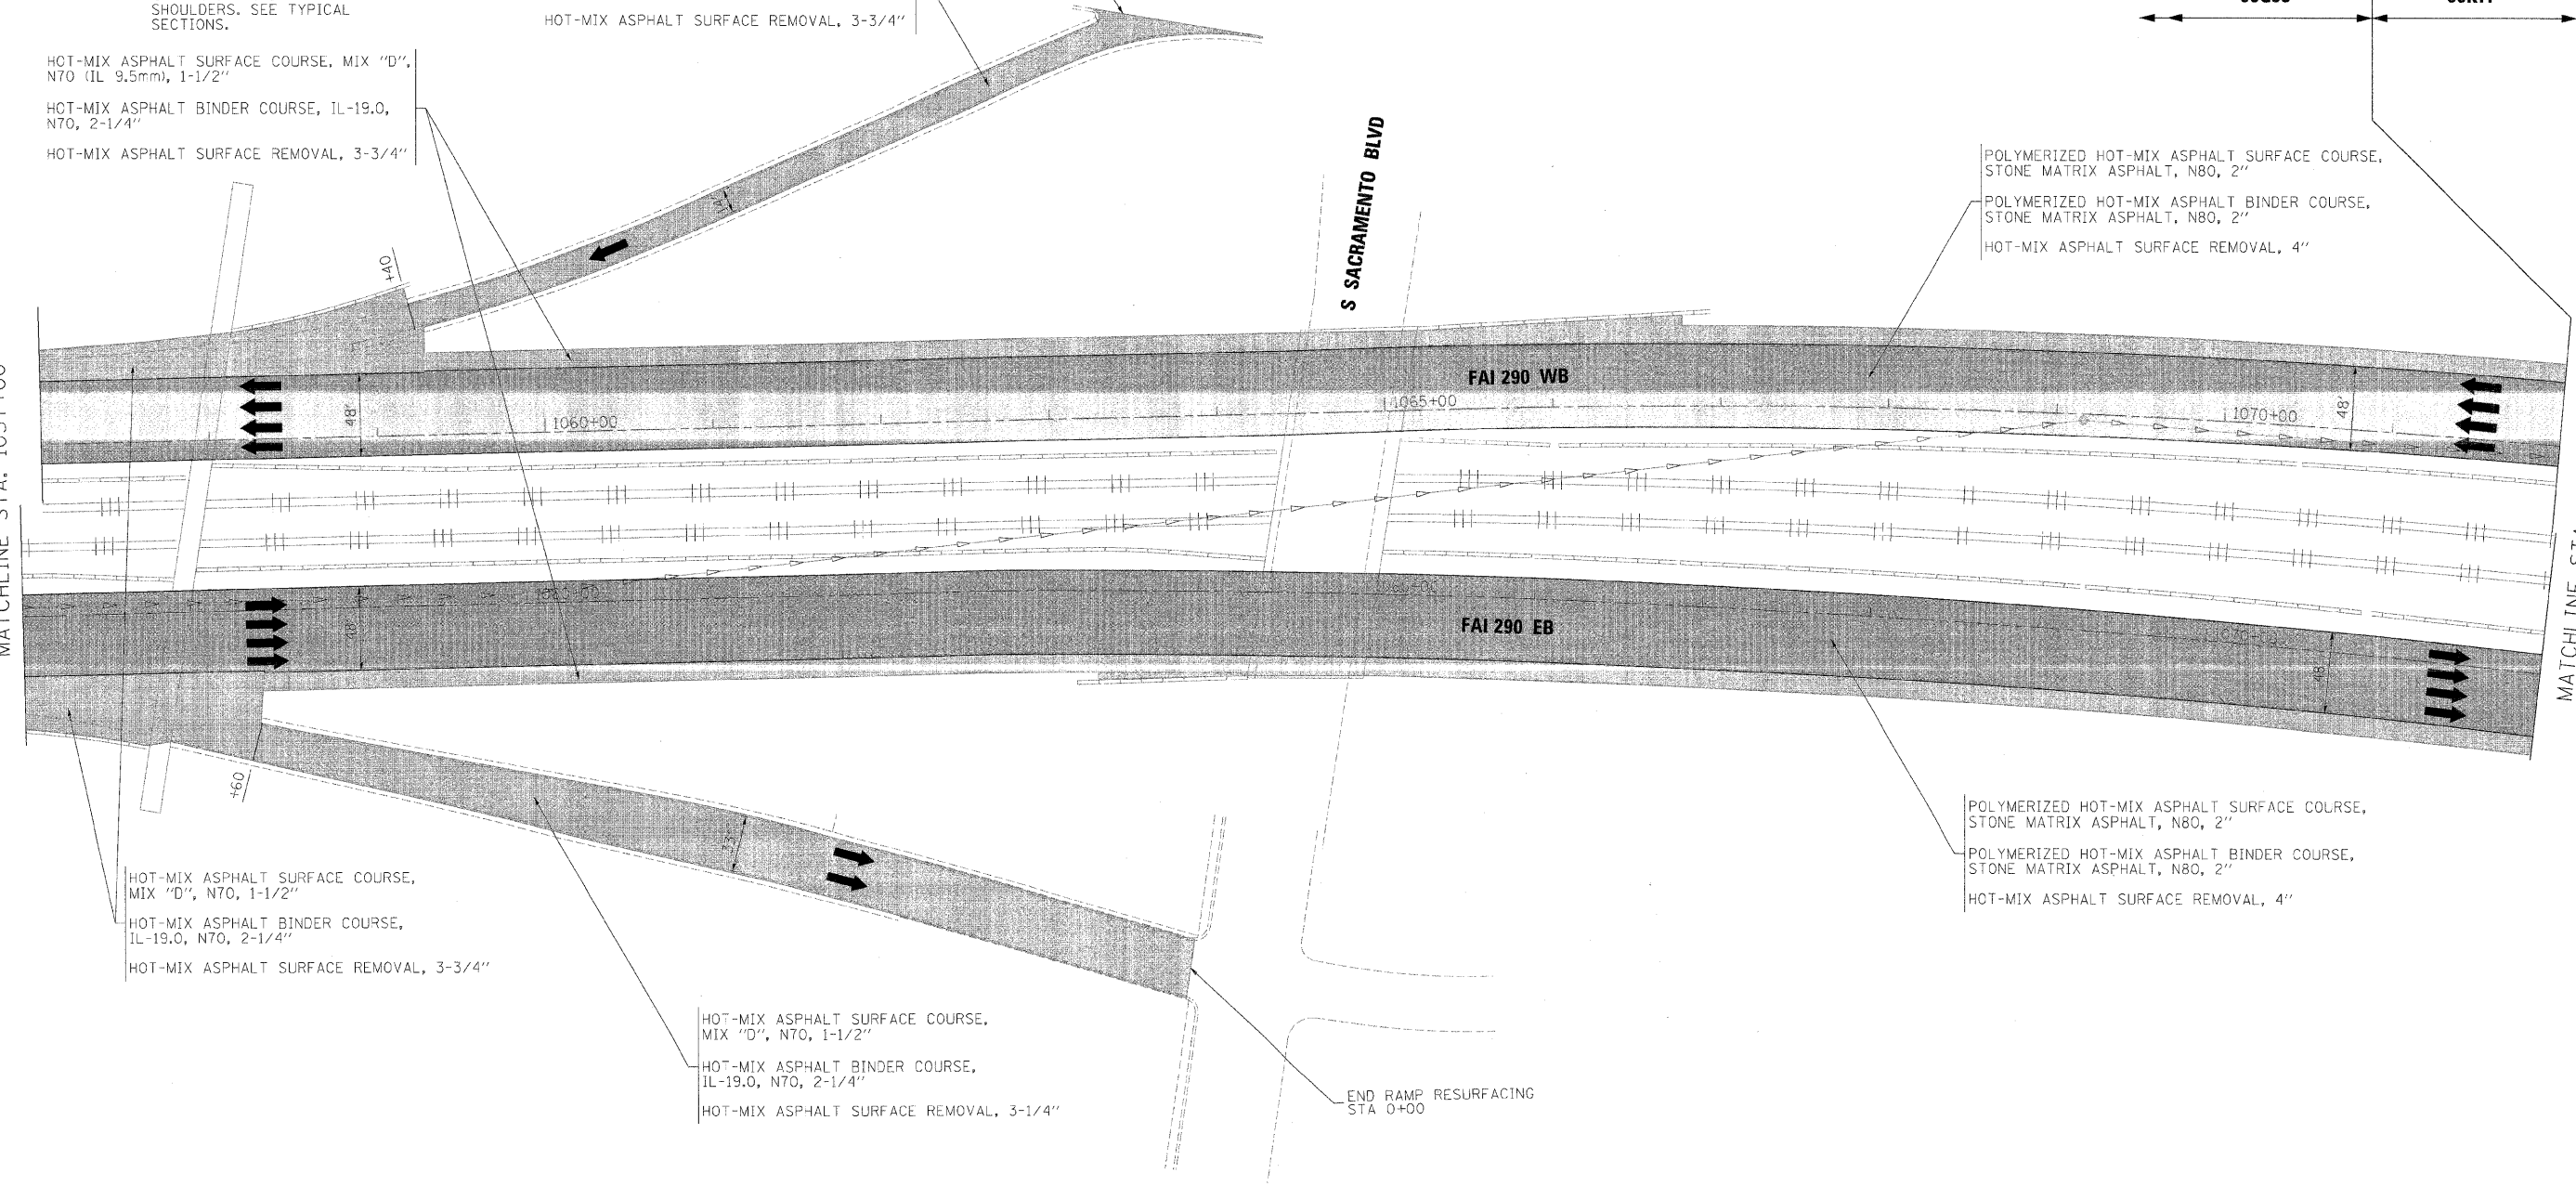 SHOULDERS. SEE TYPICAL
SECTIONS.
HOT-MIX ASPHALT SURFACE REMOVAL, 3-3/4"
HOT-MIX ASPHALT SURFACE COURSE, MIX "D",
N70 (IL 9.5mm), 1-1/2"
HOT-MIX ASPHALT BINDER COURSE, IL-19.0,
N70, 2-1/4"
HOT-MIX ASPHALT SURFACE REMOVAL, 3-3/4"
POLYMERIZED HOT-MIX ASPHALT SURFACE COURSE,
STONE MATRIX ASPHALT, N80, 2"
POLYMERIZED HOT-MIX ASPHALT BINDER COURSE,
STONE MATRIX ASPHALT, N80, 2"
HOT-MIX ASPHALT SURFACE REMOVAL, 4"
S SACRAMENTO BLVD
+40
FAI 290 WB
48'
1060+00
1065+00
1070+00
48'
MATCHLINE STA.
MATCHLINE STA.
48'
FAI 290 EB
48'
+60
HOT-MIX ASPHALT SURFACE COURSE,
MIX "D", N70, 1-1/2"
HOT-MIX ASPHALT BINDER COURSE,
IL-19.0, N70, 2-1/4"
HOT-MIX ASPHALT SURFACE REMOVAL, 3-3/4"
HOT-MIX ASPHALT SURFACE COURSE,
MIX "D", N70, 1-1/2"
HOT-MIX ASPHALT BINDER COURSE,
IL-19.0, N70, 2-1/4"
HOT-MIX ASPHALT SURFACE REMOVAL, 3-1/4"
END RAMP RESURFACING
STA 0+00
POLYMERIZED HOT-MIX ASPHALT SURFACE COURSE,
STONE MATRIX ASPHALT, N80, 2"
POLYMERIZED HOT-MIX ASPHALT BINDER COURSE,
STONE MATRIX ASPHALT, N80, 2"
HOT-MIX ASPHALT SURFACE REMOVAL, 4"